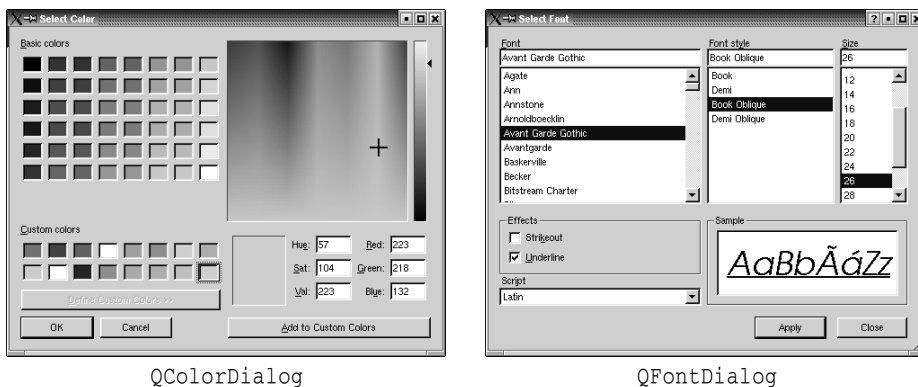 Select Color
Basic colors
Custom colors
Define Custom Colors >>
OK
Cancel
Hue: 57
Sat: 104
Val: 223
Red: 223
Green: 218
Blue: 132
Add to Custom Colors
QColorDialog
Select Font
Font
Avant Garde Gothic
Agate
Ann
Annstone
Arnoldboecklin
Avant Garde Gothic
Avantgarde
Baskerville
Becker
Bitstream Charter
Font style
Book Oblique
Book
Demi
Book Oblique
Demi Oblique
Size
26
12
14
16
18
20
22
24
26
28
Effects
Strikeout
Underline
Script
Latin
Sample
AaBbÃáZz
Apply
Close
QFontDialog